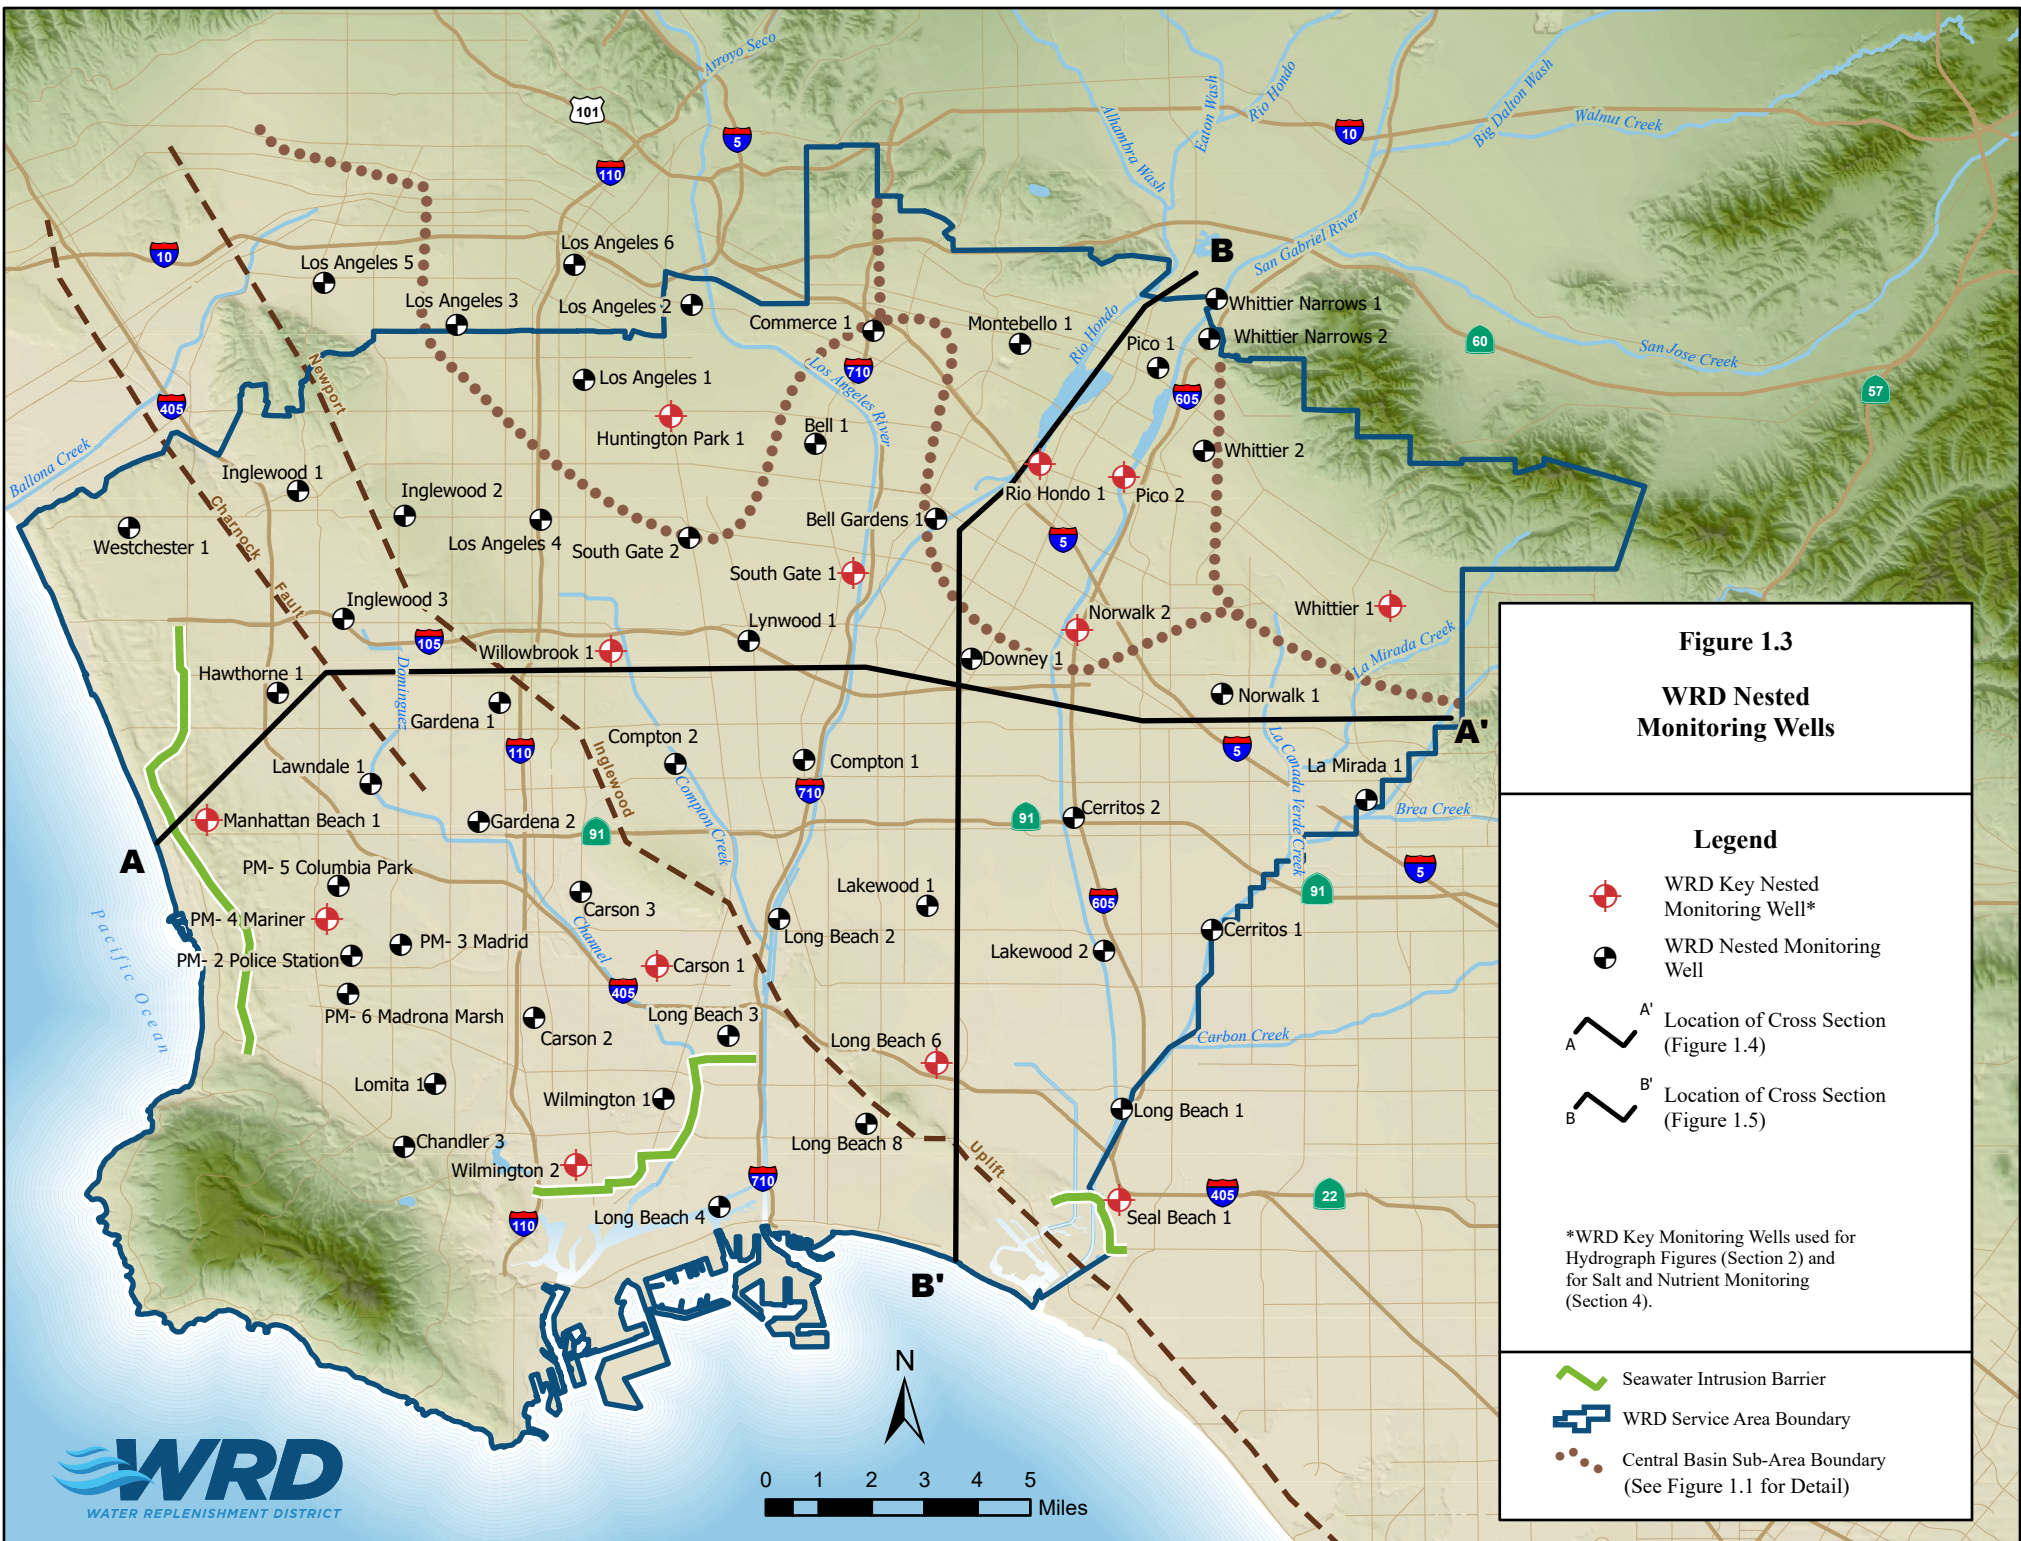 Arroyo Seco
101
5
110
10
Alhambra Wash
Eaton Wash
Rio Hondo
Big Dalton Wash
Walnut Creek
10
Los Angeles 6
Los Angeles 5
B
San Gabriel River
Los Angeles 3
Los Angeles 2
Whittier Narrows 1
Commerce 1
Montebello 1
Rio Hondo
Whittier Narrows 2
60
Pico 1
San Jose Creek
Newport
Los Angeles 1
710
Los Angeles River
605
57
405
Huntington Park 1
Bell 1
Ballona Creek
Whittier 2
Inglewood 1
Inglewood 2
Rio Hondo 1
Pico 2
Charnock
Westchester 1
Los Angeles 4
South Gate 2
Bell Gardens 1
5
South Gate 1
Fault
Inglewood 3
105
Lynwood 1
Norwalk 2
Whittier 1
La Mirada Creek
Willowbrook 1
Downey 1
Hawthorne 1
Dominguez
Norwalk 1
Gardena 1
A'
110
Compton 2
Inglewood
5
La Canada Verde Creek
Lawndale 1
Compton 1
La Mirada 1
710
Compton Creek
Manhattan Beach 1
Gardena 2
91
91
Cerritos 2
Brea Creek
A
PM- 5 Columbia Park
5
Lakewood 1
605
91
PM- 4 Mariner
Carson 3
Channel
Pacific Ocean
PM- 3 Madrid
Long Beach 2
Cerritos 1
PM- 2 Police Station
Carson 1
Lakewood 2
405
PM- 6 Madrona Marsh
Long Beach 3
Carson 2
Long Beach 6
Carbon Creek
Lomita 1
Wilmington 1
Long Beach 1
Chandler 3
Long Beach 8
Wilmington 2
Uplift
710
405
22
110
Long Beach 4
Seal Beach 1
B'
N
0 1 2 3 4 5
Miles
WRD
WATER REPLENISHMENT DISTRICT
Figure 1.3
WRD Nested
Monitoring Wells
Legend
WRD Key Nested
Monitoring Well*
WRD Nested Monitoring
Well
A A'
Location of Cross Section
(Figure 1.4)
B B'
Location of Cross Section
(Figure 1.5)
*WRD Key Monitoring Wells used for
Hydrograph Figures (Section 2) and
for Salt and Nutrient Monitoring
(Section 4).
Seawater Intrusion Barrier
WRD Service Area Boundary
Central Basin Sub-Area Boundary
(See Figure 1.1 for Detail)